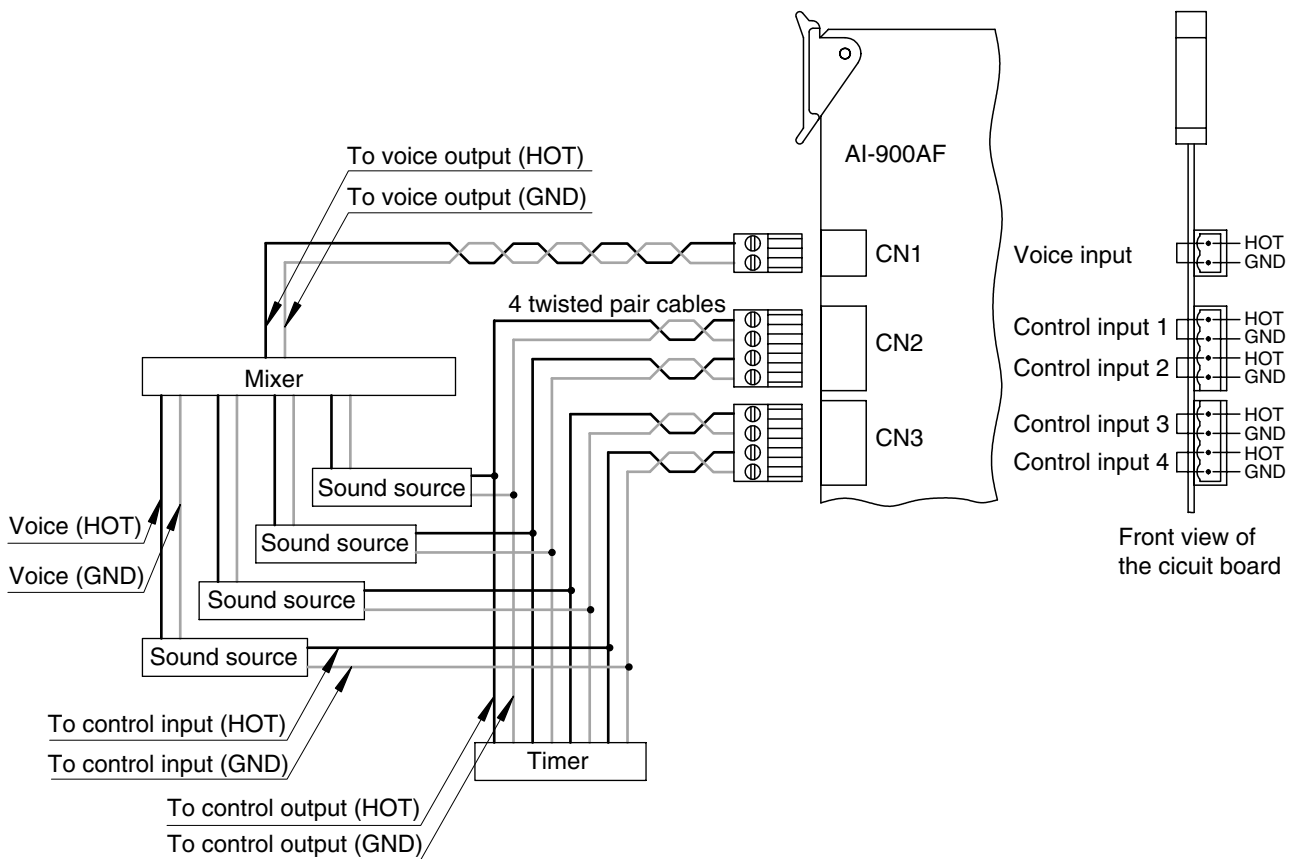 To voice output (HOT)
To voice output (GND)
AI-900AF
CN1
Voice input
HOT
GND
4 twisted pair cables
CN2
Control input 1
HOT
GND
Control input 2
HOT
GND
Mixer
CN3
Control input 3
HOT
GND
Control input 4
HOT
GND
Sound source
Voice (HOT)
Sound source
Voice (GND)
Sound source
Sound source
Front view of
the cicuit board
To control input (HOT)
To control input (GND)
Timer
To control output (HOT)
To control output (GND)